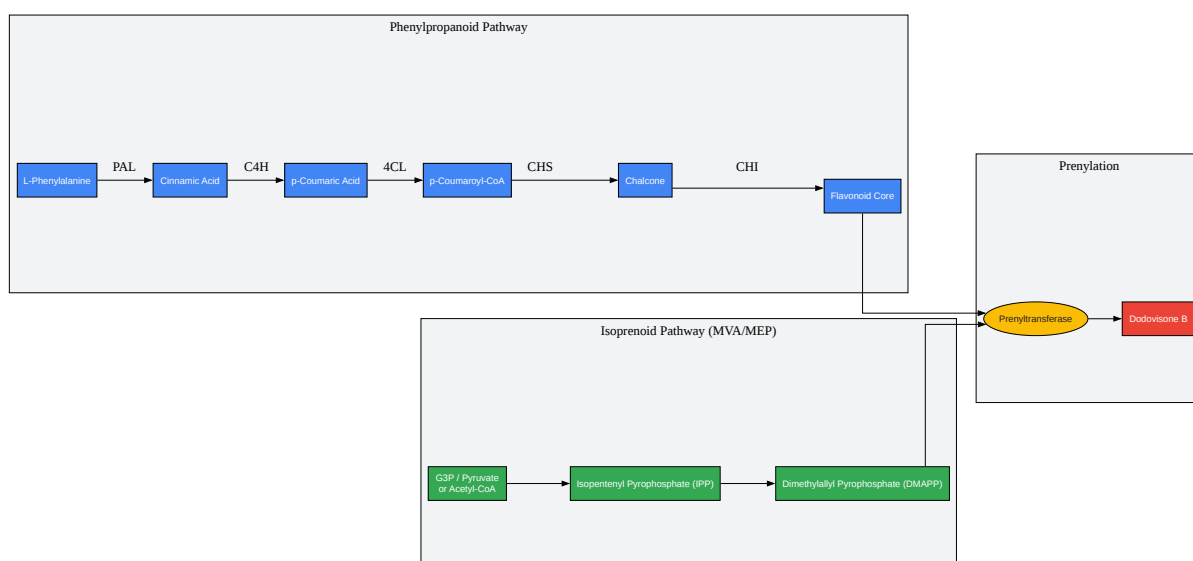 Phenylpropanoid Pathway
L-Phenylalanine
PAL
Cinnamic Acid
C4H
p-Coumaric Acid
4CL
p-Coumaroyl-CoA
CHS
Chalcone
CHI
Flavonoid Core
Prenylation
Prenyltransferase
Dodovisone B
Isoprenoid Pathway (MVA/MEP)
G3P / Pyruvate
or Acetyl-CoA
Isopentenyl Pyrophosphate (IPP)
Dimethylallyl Pyrophosphate (DMAPP)